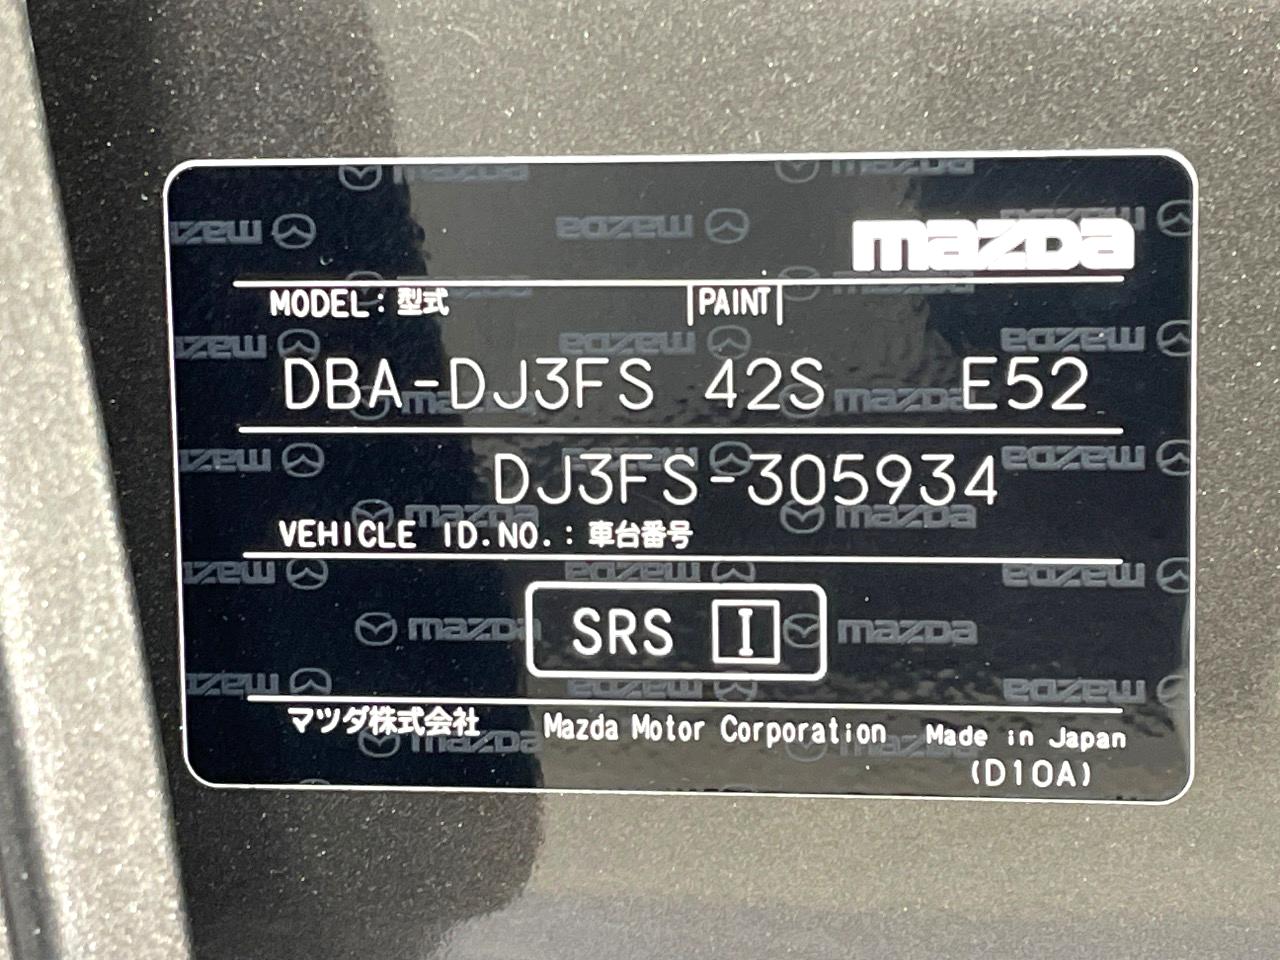 mazda
MODEL : 型式 PAINT
DBA-DJ3FS 42S E52
DJ3FS-305934
VEHICLE ID.NO. : 車台番号
SRS I
マツダ株式会社 Mazda Motor Corporation Made in Japan
(D10A)